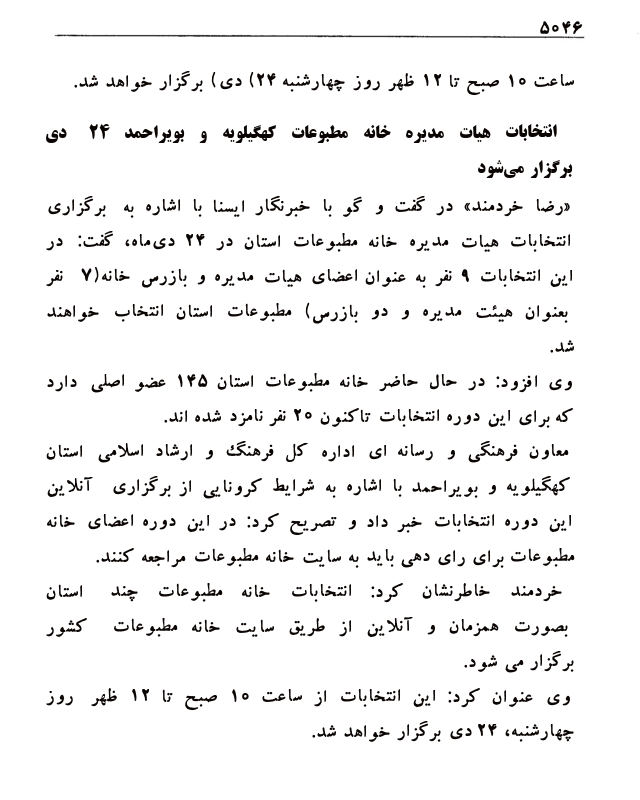 ۵۰۴۶
ساعت ۱۰ صبح تا ۱۲ ظهر روز چهارشنبه ۲۴) دی) برگزار خواهد شد.
انتخابات هیات مدیره خانه مطبوعات کهگیلویه و بویراحمد ۲۴ دی
برگزار می‌شود
«رضا خردمند» در گفت و گو با خبرنگار ایسنا با اشاره به برگزاری
انتخابات هیات مدیره خانه مطبوعات استان در ۲۴ دی‌ماه، گفت: در
این انتخابات ۹ نفر به عنوان اعضای هیات مدیره و بازرس خانه(۷ نفر
بعنوان هیئت مدیره و دو بازرس) مطبوعات استان انتخاب خواهند
شد.
وی افزود: در حال حاضر خانه مطبوعات استان ۱۴۵ عضو اصلی دارد
که برای این دوره انتخابات تاکنون ۲۰ نفر نامزد شده اند.
معاون فرهنگی و رسانه ای اداره کل فرهنگ و ارشاد اسلامی استان
کهگیلویه و بویراحمد با اشاره به شرایط کرونایی از برگزاری آنلاین
این دوره انتخابات خبر داد و تصریح کرد: در این دوره اعضای خانه
مطبوعات برای رای دهی باید به سایت خانه مطبوعات مراجعه کنند.
خردمند خاطرنشان کرد: انتخابات خانه مطبوعات چند استان
بصورت همزمان و آنلاین از طریق سایت خانه مطبوعات کشور
برگزار می شود.
وی عنوان کرد: این انتخابات از ساعت ۱۰ صبح تا ۱۲ ظهر روز
چهارشنبه، ۲۴ دی برگزار خواهد شد.